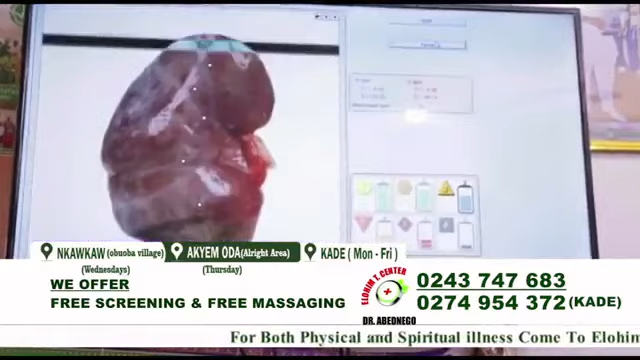 NKAWKAW (obuoba village)
(Wednesdays)
AKYEM ODA(Alright Area)
(Thursday)
KADE ( Mon - Fri )
WE OFFER
FREE SCREENING & FREE MASSAGING
ELOHIM T. CENTER
DR. ABEDNEGO
0243 747 683
0274 954 372(KADE)
For Both Physical and Spiritual illness Come To Elohim